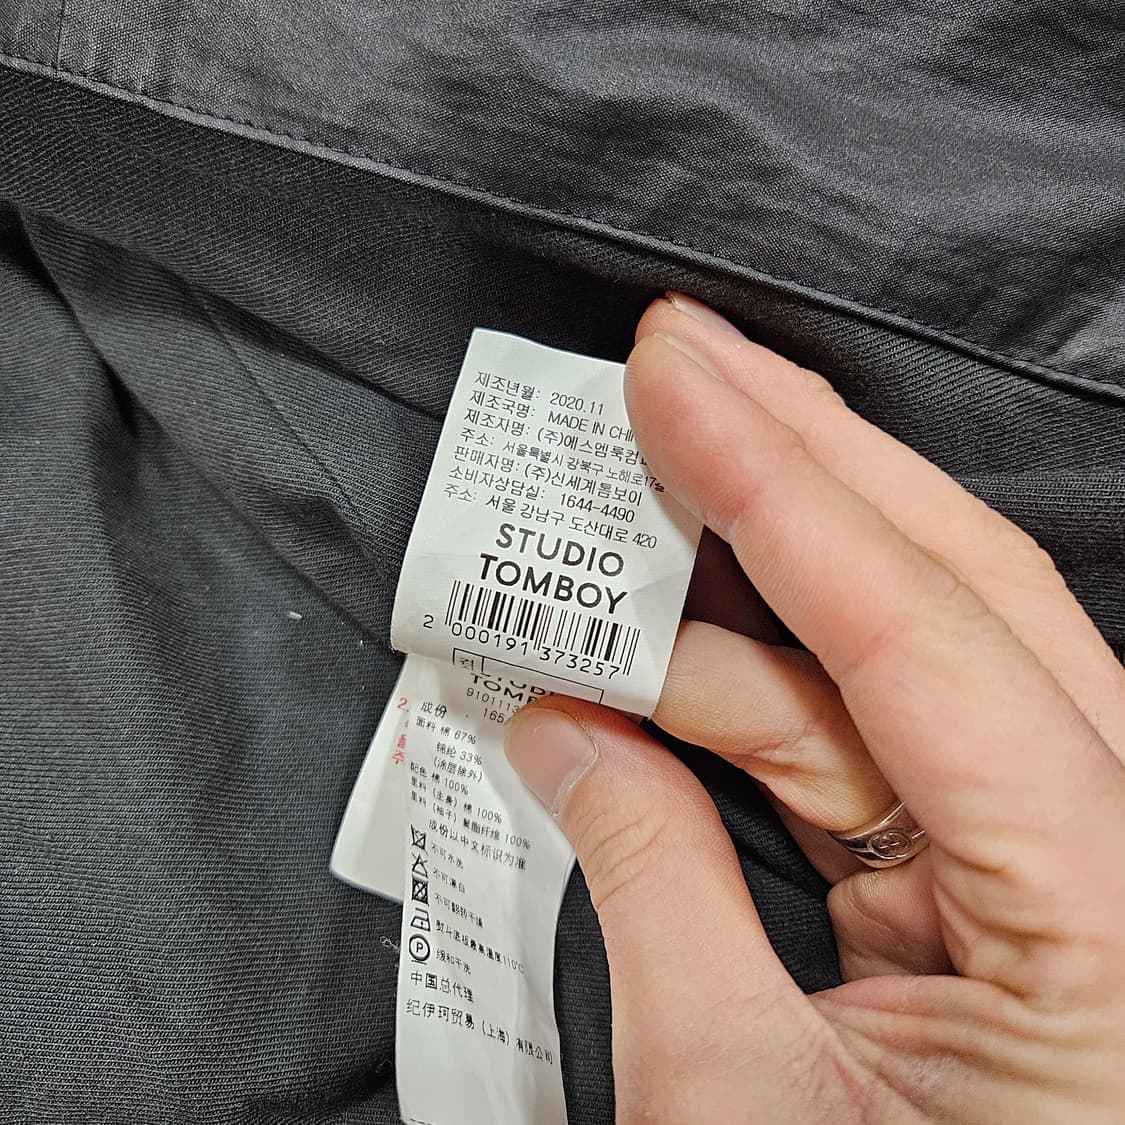 제조년월: 2020.11
제조국명: MADE IN
제조자명: (주)에스엠룩컴
주소: 서울특별시 강북구 노해로17길
판매자명: (주)신세계톰보이
소비자상담실: 1644-4490
주소: 서울 강남구 도산대로 420
STUDIO
TOMBOY
2 000191 373257
9101113
165
成份
面料 棉 67%
锦纶 33%
(涂层除外)
配色 棉 100%
里料 (主身) 棉 100%
里料 (袖子) 聚酯纤维 100%
成份以中文标识为准
不可水洗
不可漂白
不可翻转干燥
熨斗底板最高温度110℃
P 缓和干洗
中国总代理
纪伊珂贸易 (上海) 有限公司